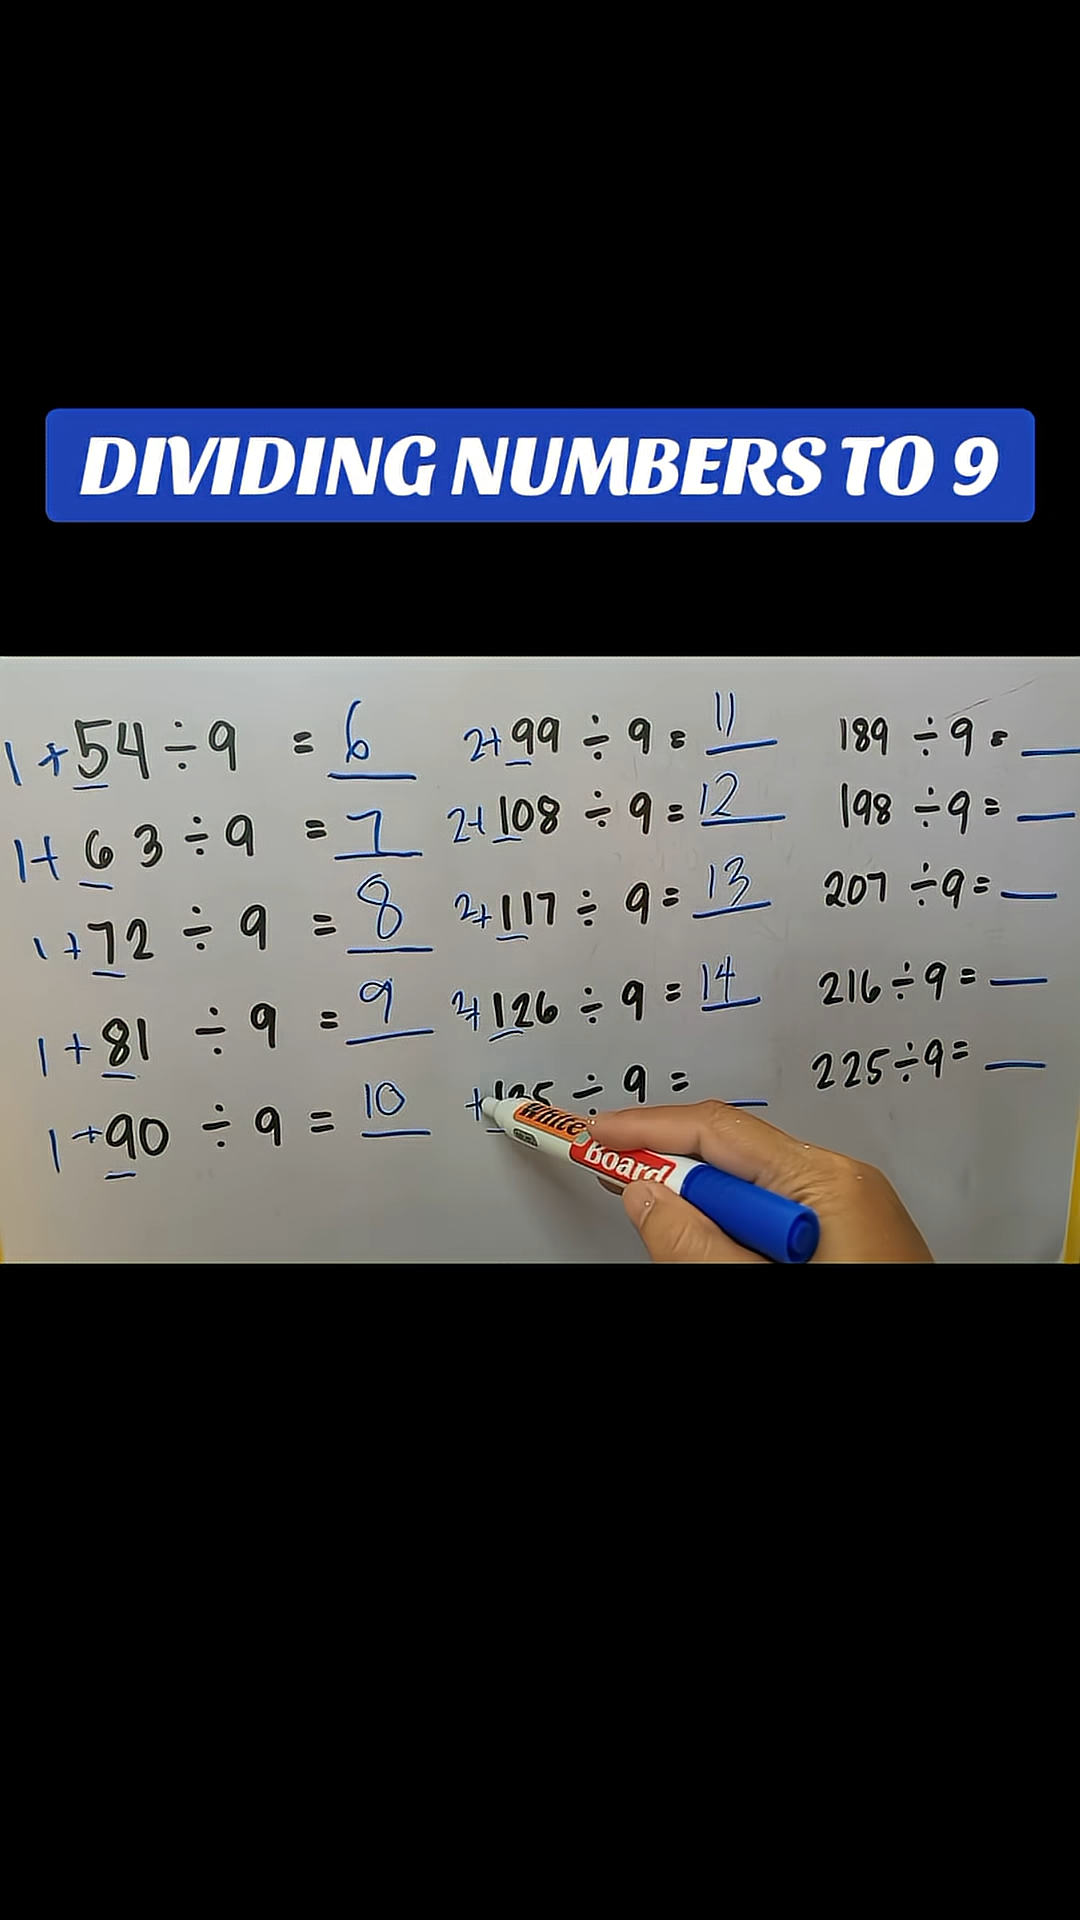 DIVIDING NUMBERS TO 9
1+54÷9 = 6
1+63÷9 = 7
1+72÷9 = 8
1+81÷9 = 9
1+90÷9 = 10
2+99÷9= 11
2+108÷9= 12
2+117÷9= 13
2+126÷9= 14
÷ 9 =
189÷9=
198÷9=
207÷9=
216÷9=
225÷9=
White
Board